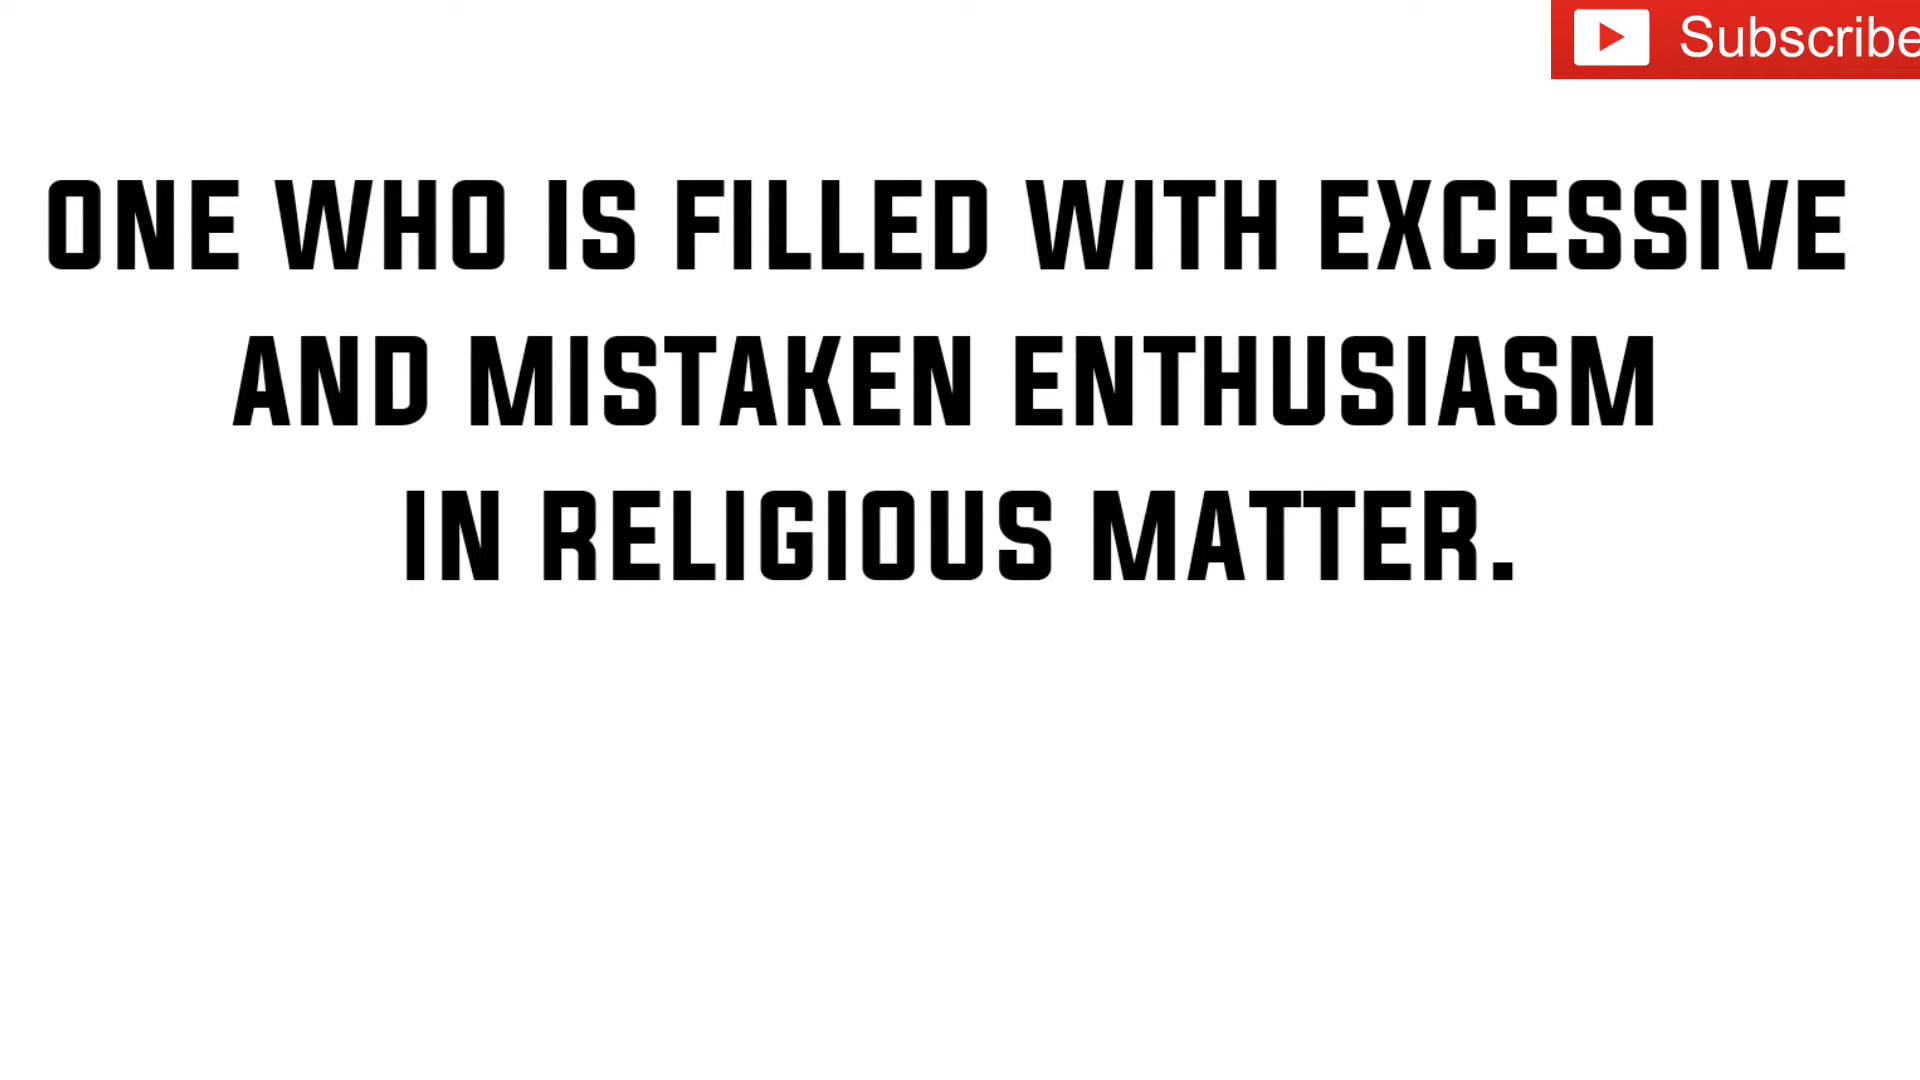 Subscribe
ONE WHO IS FILLED WITH EXCESSIVE
AND MISTAKEN ENTHUSIASM
IN RELIGIOUS MATTER.